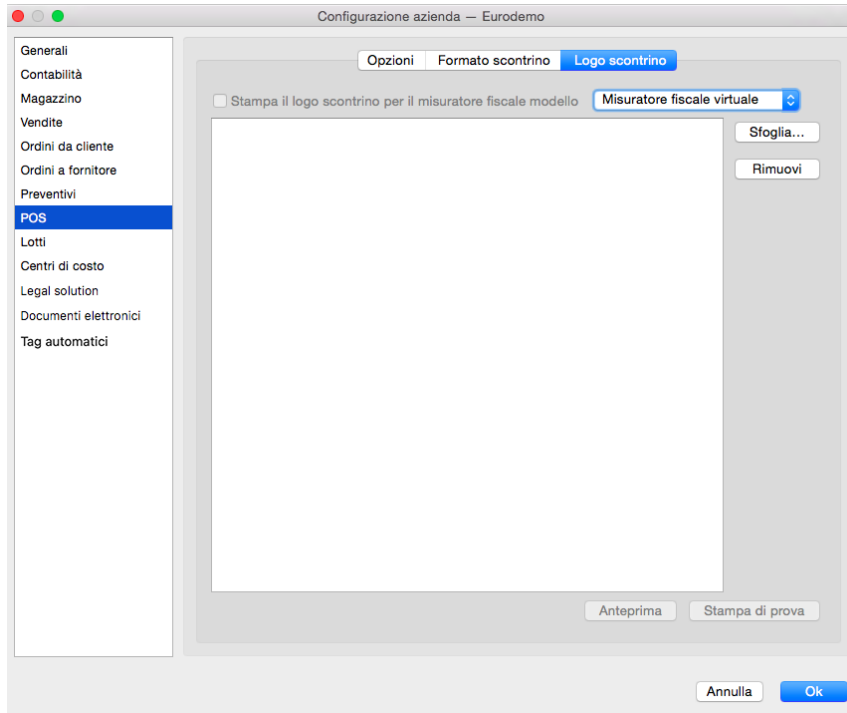 Configurazione azienda — Eurodemo
Generali
Contabilità
Magazzino
Vendite
Ordini da cliente
Ordini a fornitore
Preventivi
POS
Lotti
Centri di costo
Legal solution
Documenti elettronici
Tag automatici
Opzioni Formato scontrino Logo scontrino
Stampa il logo scontrino per il misuratore fiscale modello Misuratore fiscale virtuale
Sfoglia...
Rimuovi
Anteprima Stampa di prova
Annulla Ok